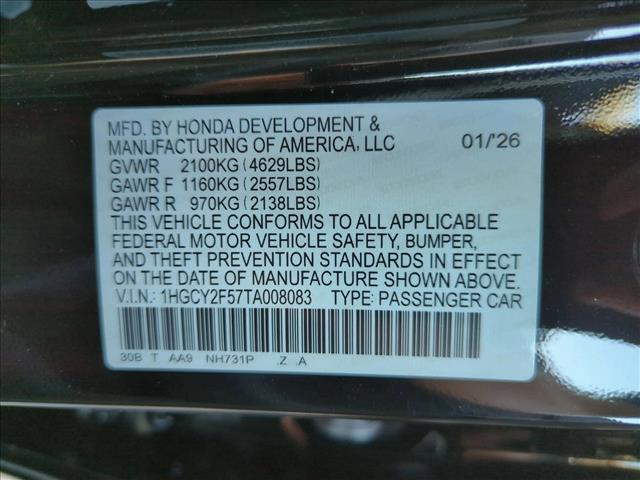 MFD. BY HONDA DEVELOPMENT &
MANUFACTURING OF AMERICA, LLC 01/'26
GVWR 2100KG (4629LBS)
GAWR F 1160KG (2557LBS)
GAWR R 970KG (2138LBS)
THIS VEHICLE CONFORMS TO ALL APPLICABLE
FEDERAL MOTOR VEHICLE SAFETY, BUMPER,
AND THEFT PREVENTION STANDARDS IN EFFECT
ON THE DATE OF MANUFACTURE SHOWN ABOVE.
V.I.N. 1HGCY2F57TA008083 TYPE: PASSENGER CAR
30B T AA9 NH731P .Z .A